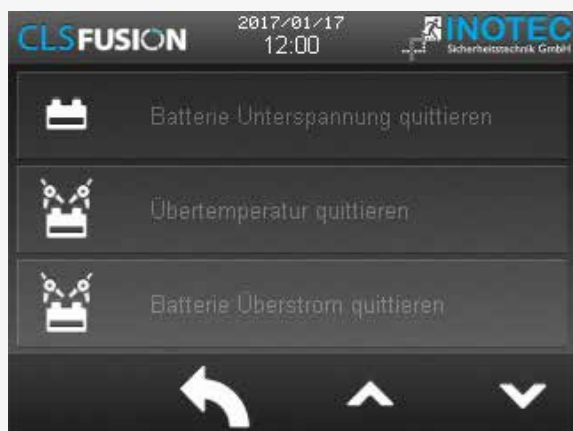 CLSFUSION
2017/01/17
12:00
INOTEC
Sicherheitstechnik GmbH
Batterie Unterspannung quittieren
Übertemperatur quittieren
Batterie Überstrom quittieren